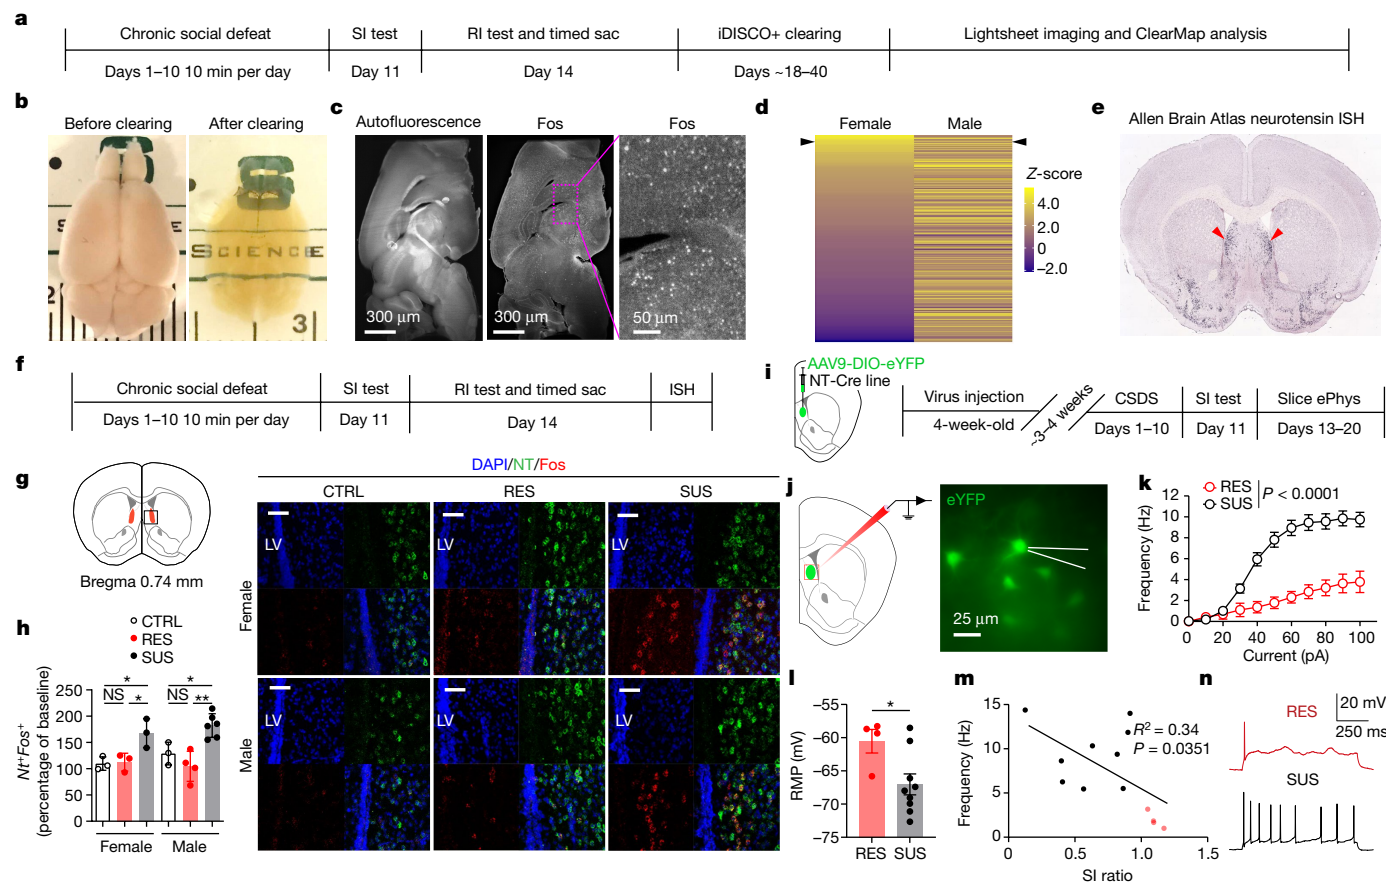 a
Chronic social defeat
SI test
RI test and timed sac
iDISCO+ clearing
Lightsheet imaging and ClearMap analysis
Days 1–10 10 min per day
Day 11
Day 14
Days ~18–40
b
Before clearing
After clearing
SCIENCE
2
3
c
Autofluorescence
Fos
Fos
300 μm
300 μm
50 μm
d
Female
Male
Z-score
4.0
2.0
0
−2.0
e
Allen Brain Atlas neurotensin ISH
f
Chronic social defeat
SI test
RI test and timed sac
ISH
Days 1–10 10 min per day
Day 11
Day 14
g
Bregma 0.74 mm
DAPI/NT/Fos
CTRL
RES
SUS
Female
Male
LV
LV
LV
LV
LV
LV
h
CTRL
RES
SUS
Nt+Fos+
(percentage of baseline)
250
200
150
100
50
0
*
NS
*
*
NS
**
Female
Male
i
AAV9-DIO-eYFP
NT-Cre line
Virus injection
4-week-old
~3–4 weeks
CSDS
SI test
Slice ePhys
Days 1–10
Day 11
Days 13–20
j
eYFP
25 μm
k
RES
SUS
P < 0.0001
Frequency (Hz)
12
10
8
6
4
2
0
0
20
40
60
80
100
Current (pA)
l
*
RMP (mV)
−55
−60
−65
−70
−75
RES
SUS
m
Frequency (Hz)
15
10
5
0
R2 = 0.34
P = 0.0351
0
0.5
1.0
1.5
SI ratio
n
RES
20 mV
250 ms
SUS